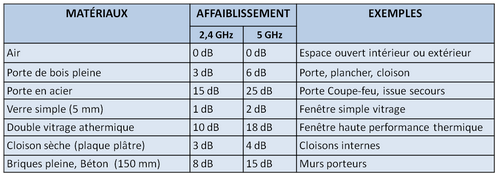 MATÉRIAUX AFFAIBLISSEMENT EXEMPLES
2,4 GHz 5 GHz
Air 0 dB 0 dB Espace ouvert intérieur ou extérieur
Porte de bois pleine 3 dB 6 dB Porte, plancher, cloison
Porte en acier 15 dB 25 dB Porte Coupe-feu, issue secours
Verre simple (5 mm) 1 dB 2 dB Fenêtre simple vitrage
Double vitrage athermique 10 dB 18 dB Fenêtre haute performance thermique
Cloison sèche (plaque plâtre) 3 dB 4 dB Cloisons internes
Briques pleine, Béton (150 mm) 8 dB 15 dB Murs porteurs